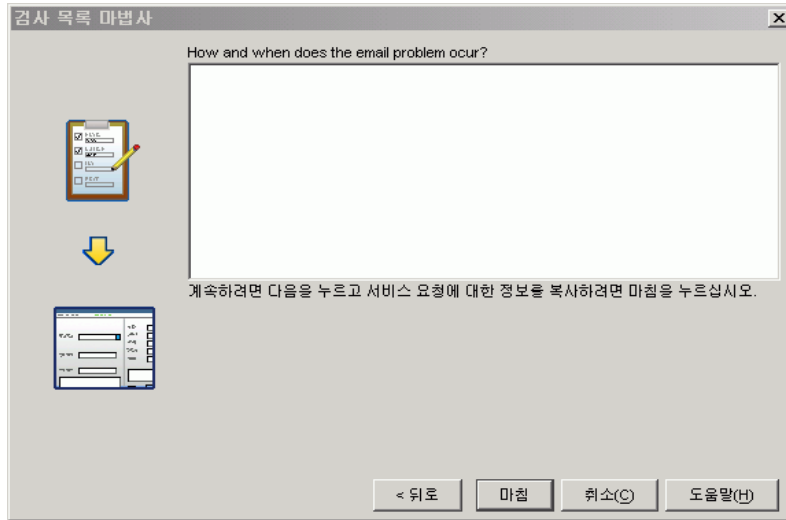 검사 목록 마법사
How and when does the email problem ocur?
계속하려면 다음을 누르고 서비스 요청에 대한 정보를 복사하려면 마침을 누르십시오.
< 뒤로 마침 취소(C) 도움말(H)